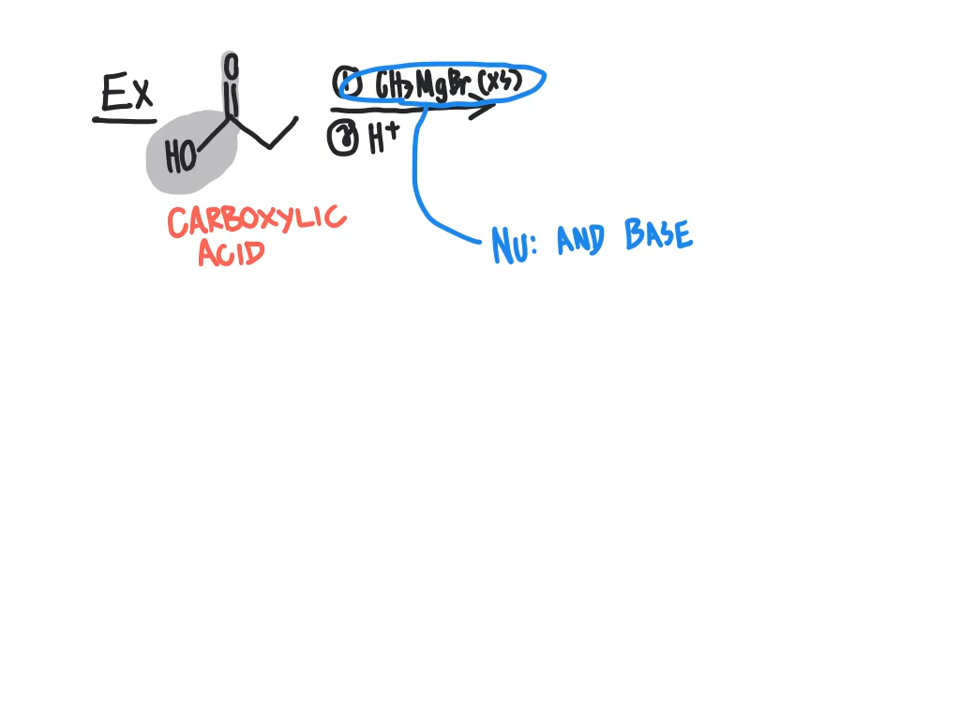 Ex
O
HO
① CH3MgBr (xs)
② H+
CARBOXYLIC
ACID
NU: AND BASE